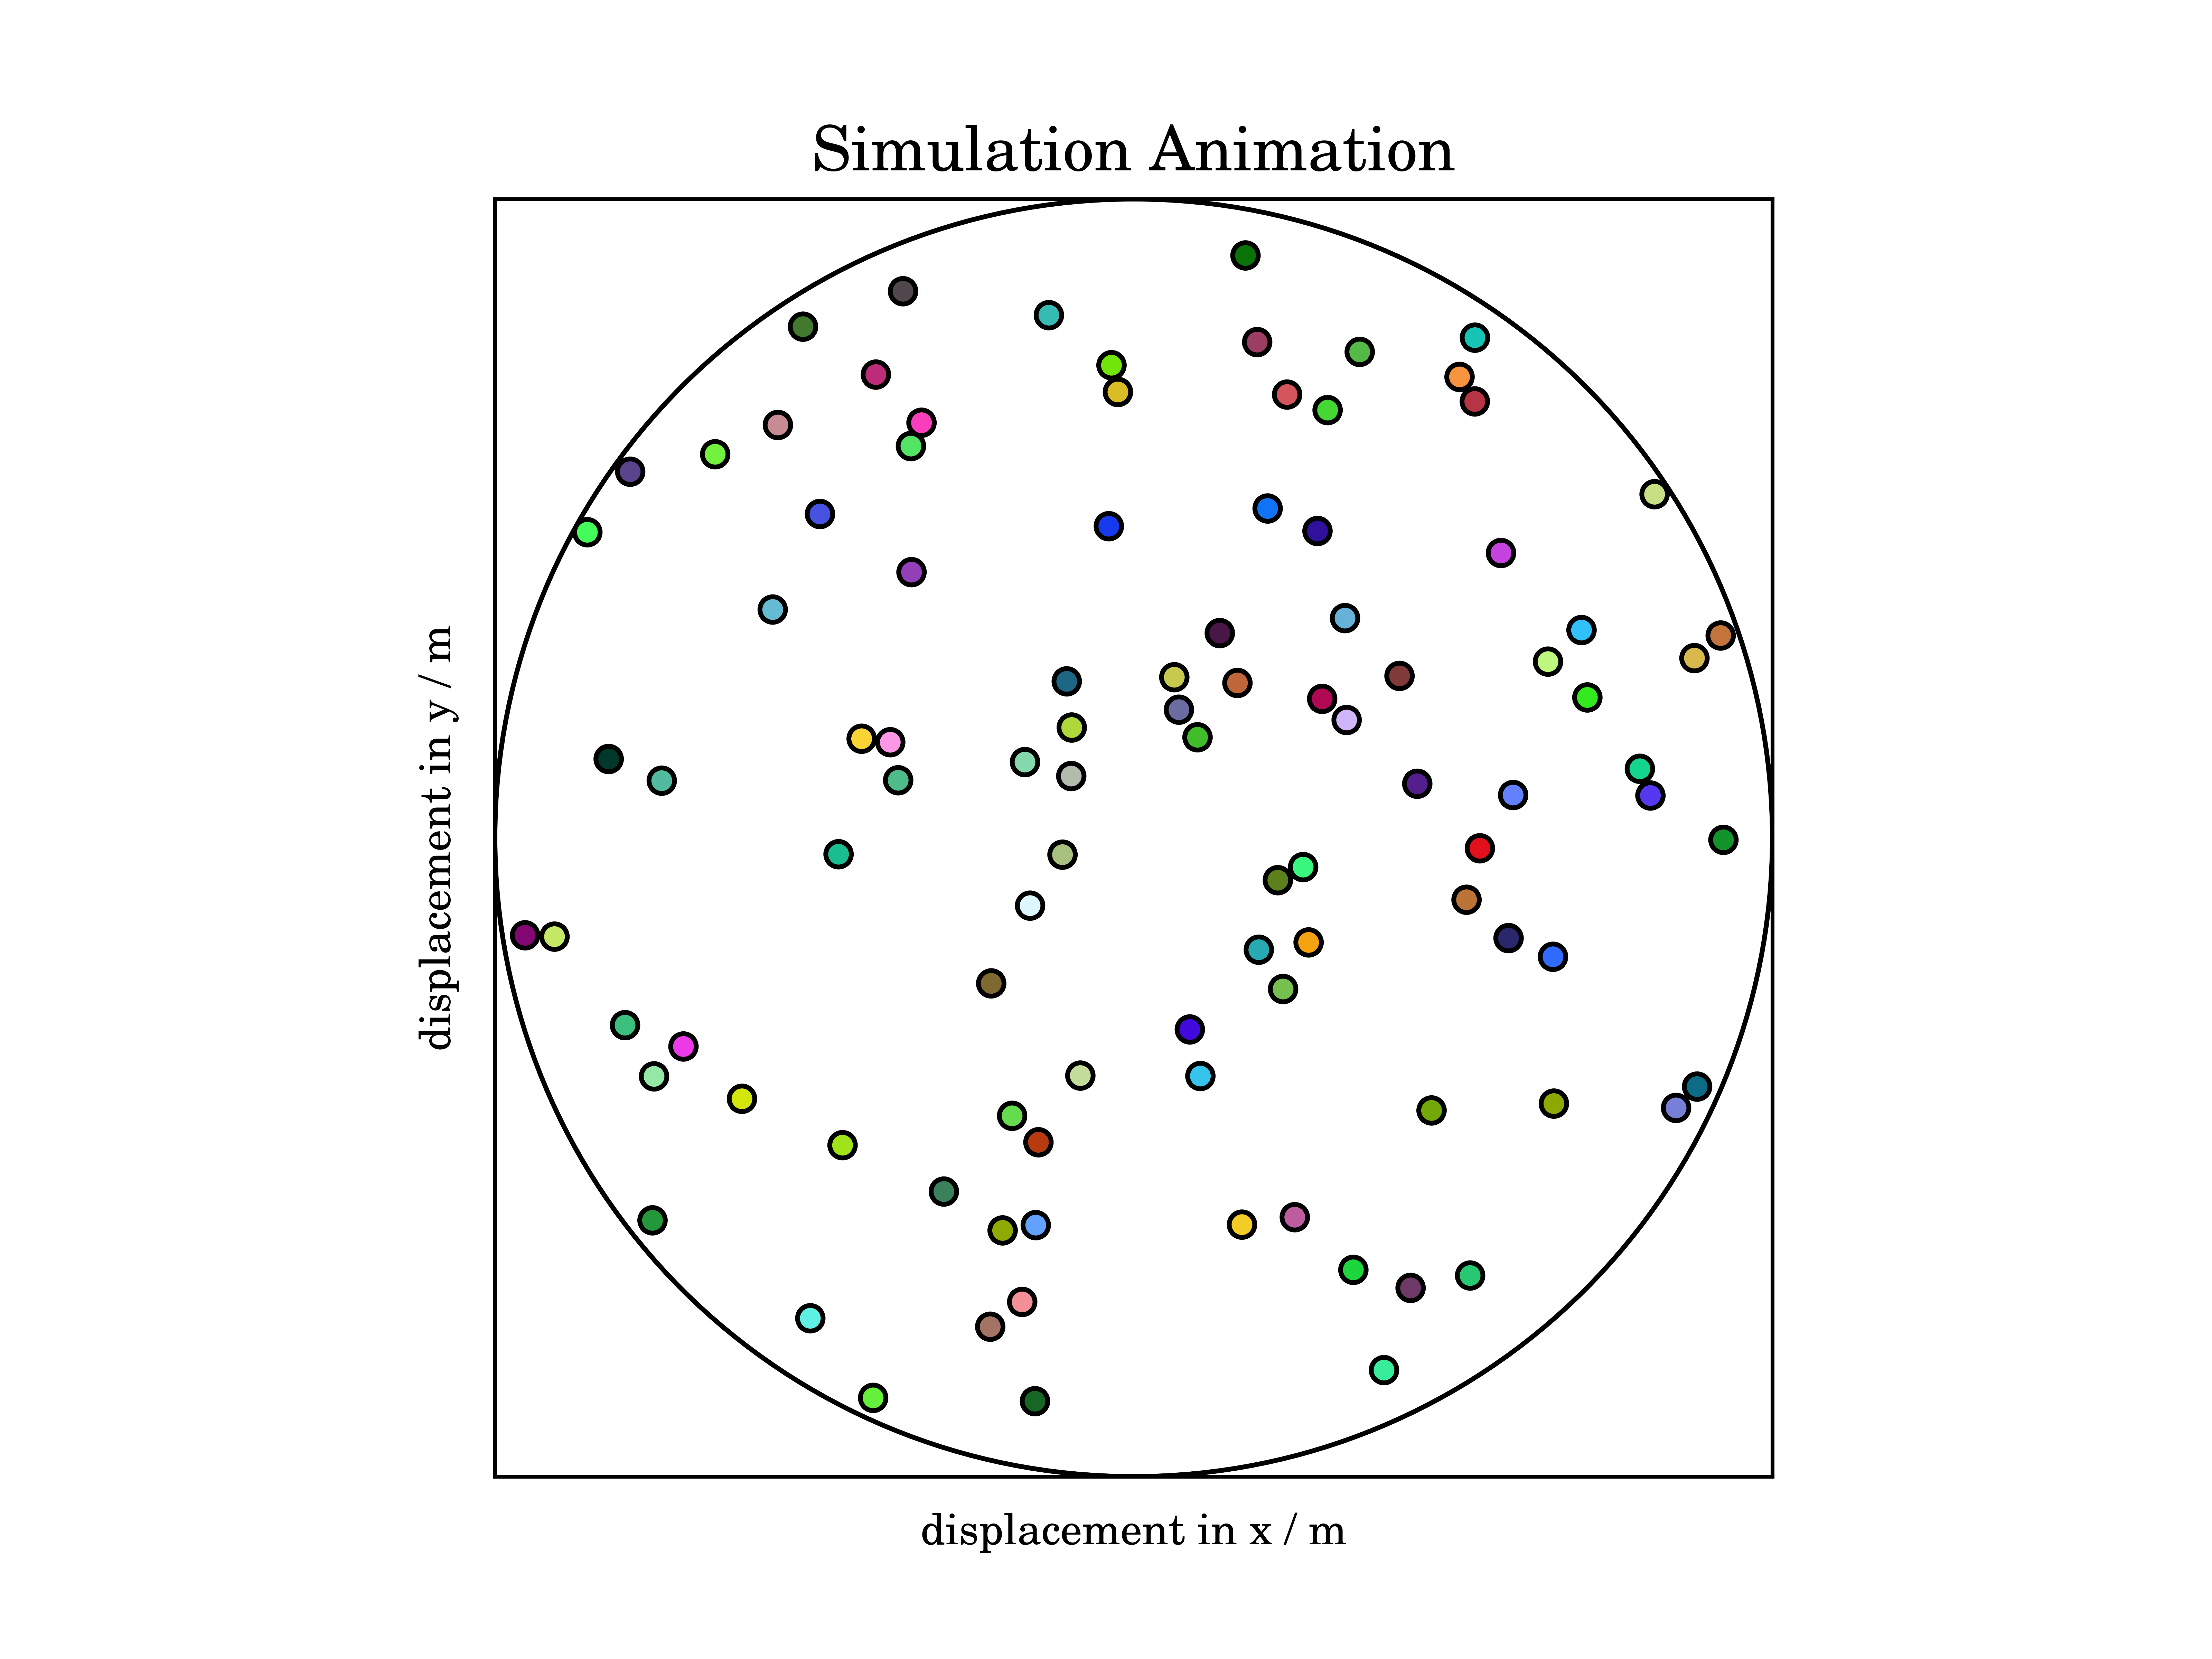 Simulation Animation
displacement in y / m
displacement in x / m